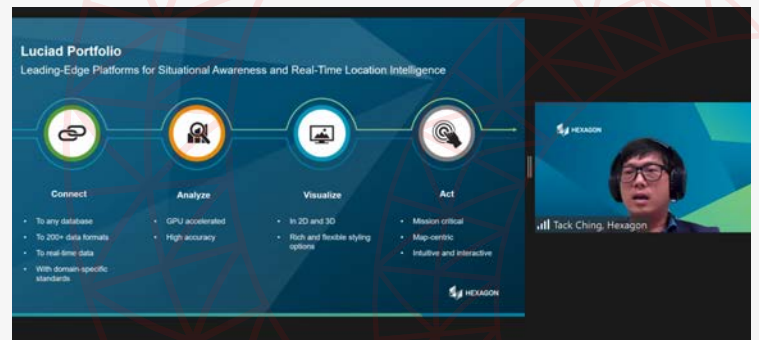 Luciad Portfolio
Leading-Edge Platforms for Situational Awareness and Real-Time Location Intelligence
Connect
• To any database
• To 200+ data formats
• To real-time data
• With domain-specific
standards
Analyze
• GPU accelerated
• High accuracy
Visualize
• In 2D and 3D
• Rich and flexible styling
options
Act
• Mission critical
• Map-centric
• Intuitive and interactive
HEXAGON
HEXAGON
Tack Ching, Hexagon